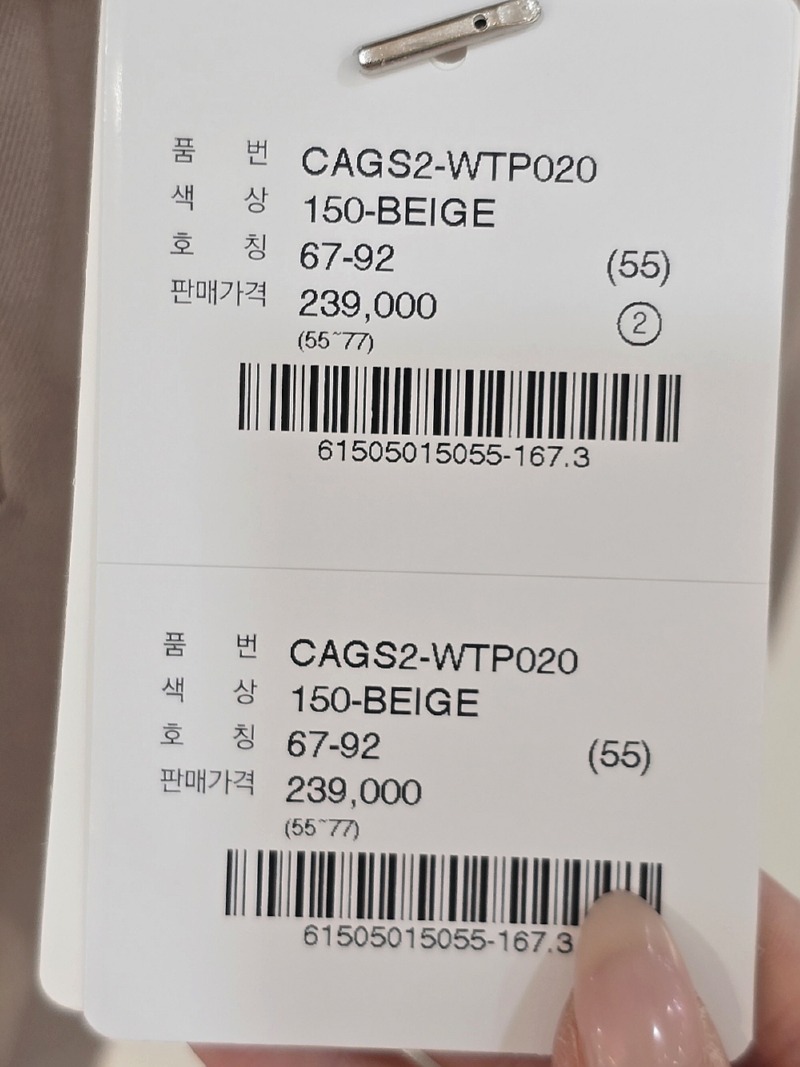 품 번 CAGS2-WTP020
색 상 150-BEIGE
호 칭 67-92 (55)
판매가격 239,000 ②
(55~77)
61505015055-167.3
품 번 CAGS2-WTP020
색 상 150-BEIGE
호 칭 67-92 (55)
판매가격 239,000
(55~77)
61505015055-167.3